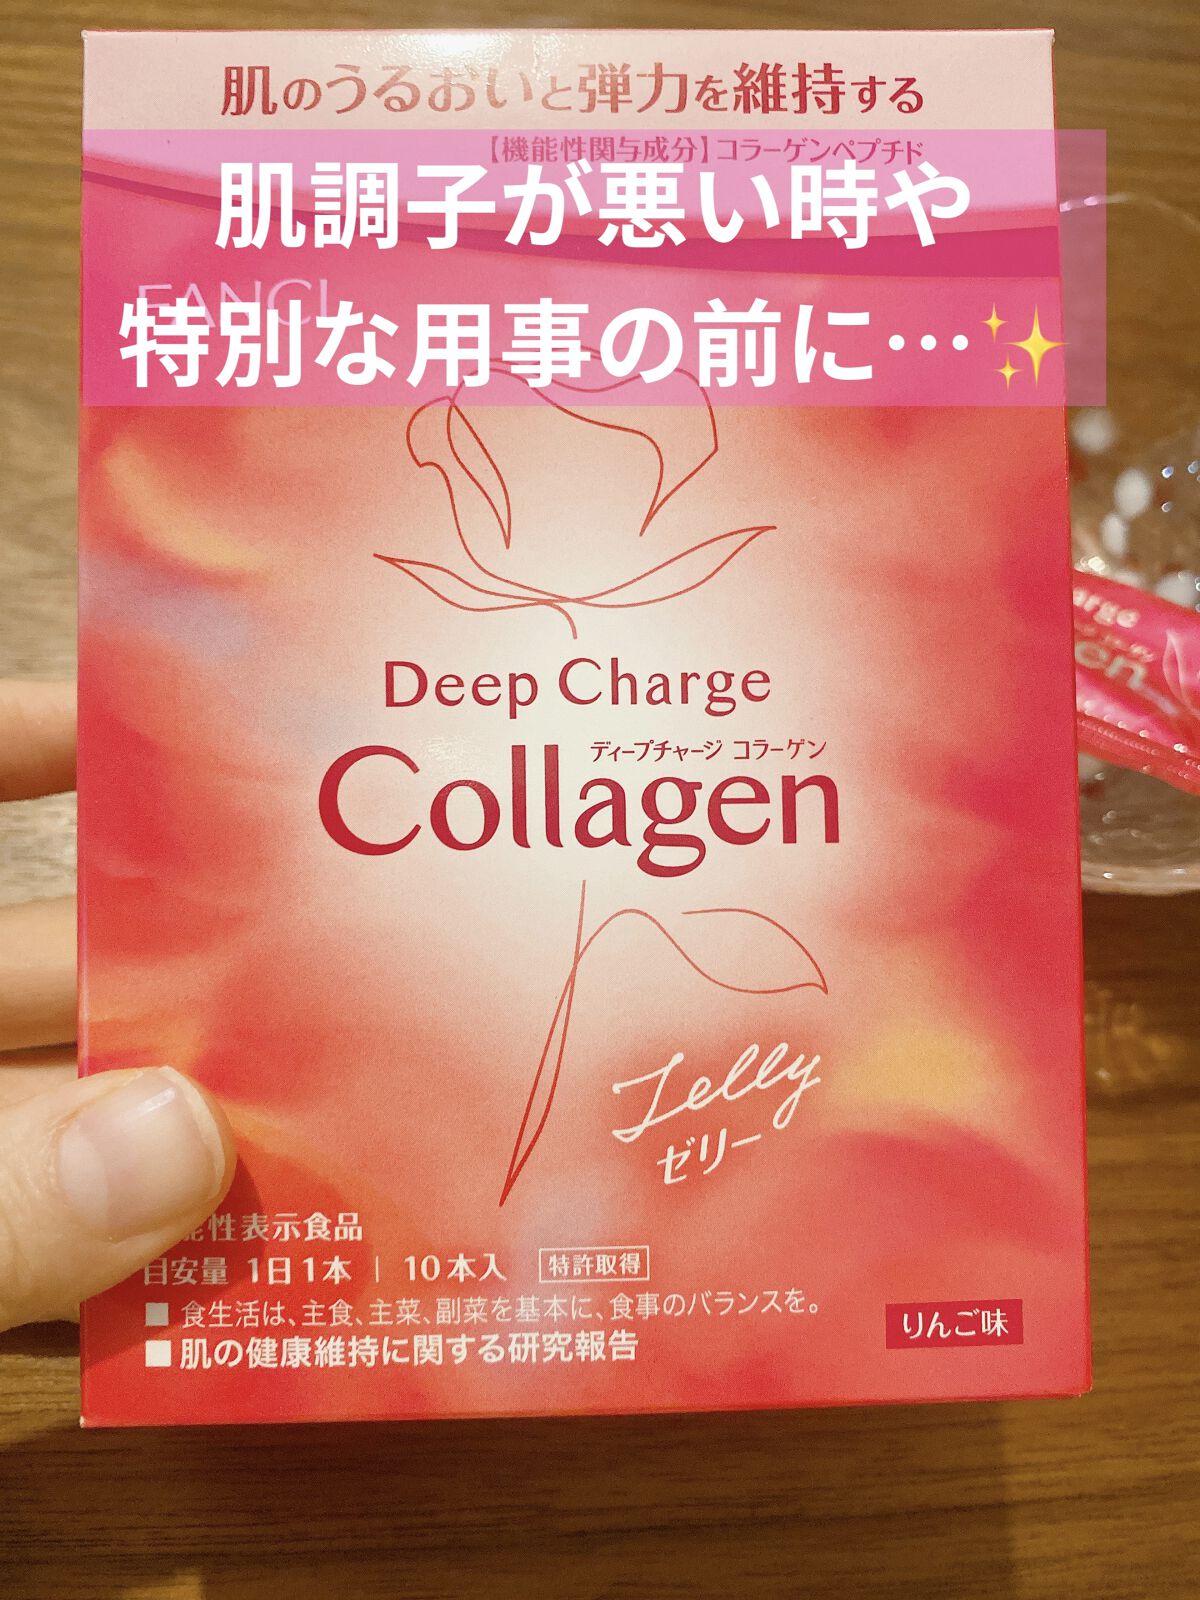 肌のうるおいと弾力を維持する
【機能性関与成分】コラーゲンペプチド
肌調子が悪い時や
特別な用事の前に…✨
FANCL
Deep Charge
ディープチャージ コラーゲン
Collagen
Jelly
ゼリー
能性表示食品
目安量 1日1本 | 10本入 特許取得
■ 食生活は、主食、主菜、副菜を基本に、食事のバランスを。
■ 肌の健康維持に関する研究報告
りんご味
arge
en